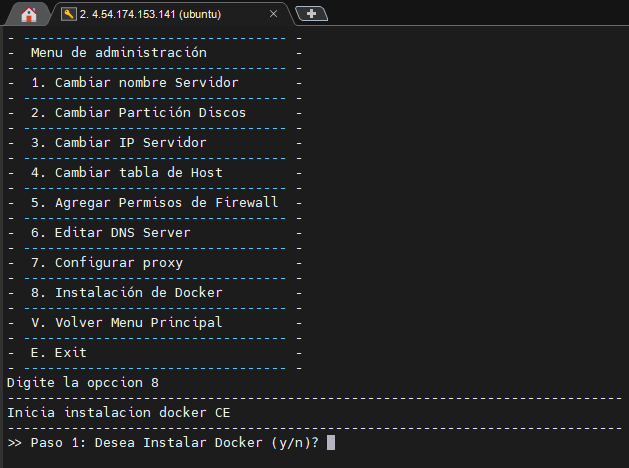 2. 4.54.174.153.141 (ubuntu)
- ---------------------------------- -
- Menu de administración -
- ---------------------------------- -
- 1. Cambiar nombre Servidor -
- ---------------------------------- -
- 2. Cambiar Partición Discos -
- ---------------------------------- -
- 3. Cambiar IP Servidor -
- ---------------------------------- -
- 4. Cambiar tabla de Host -
- ---------------------------------- -
- 5. Agregar Permisos de Firewall -
- ---------------------------------- -
- 6. Editar DNS Server -
- ---------------------------------- -
- 7. Configurar proxy -
- ---------------------------------- -
- 8. Instalación de Docker -
- ---------------------------------- -
- V. Volver Menu Principal -
- ---------------------------------- -
- E. Exit -
- ---------------------------------- -
Digite la opccion 8
--------------------------------------------------------------------------------
Inicia instalacion docker CE
--------------------------------------------------------------------------------
>> Paso 1: Desea Instalar Docker (y/n)?